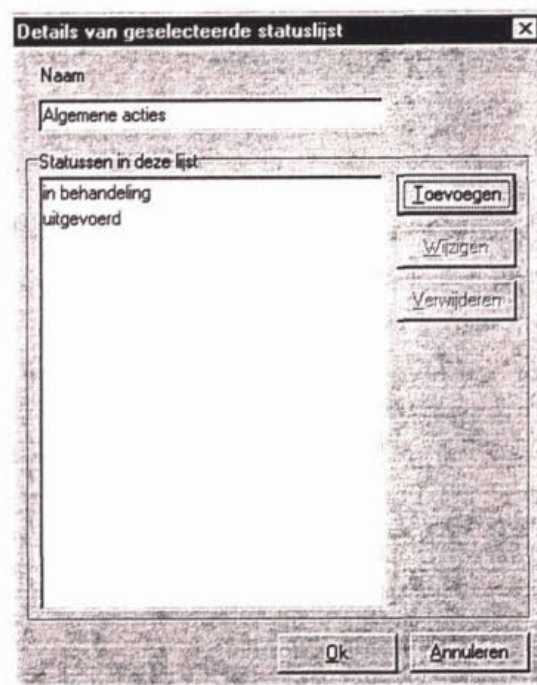 Details van geselecteerde statuslijst
Naam
Algemene acties
Statussen in deze lijst
in behandeling
uitgevoerd
Toevoegen
Wijzigen
Verwijderen
Ok
Annuleren